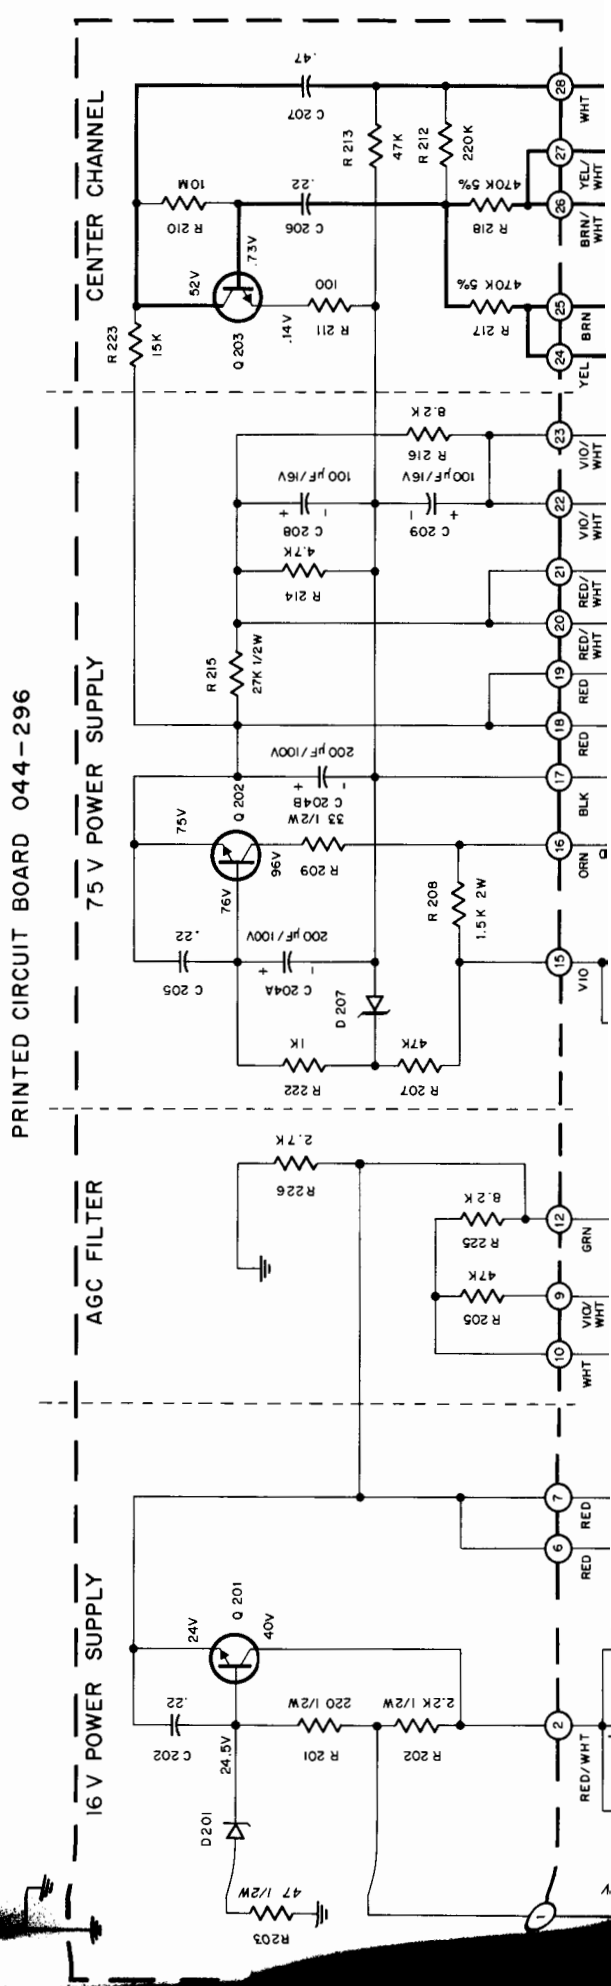 PRINTED CIRCUIT BOARD 044-296
CENTER CHANNEL
.47
C 207
R 213
47K
R 212
220K
28
WHT
27
YEL/
WHT
10M
R 210
.22
C 206
470K 5%
R 218
26
BRN/
WHT
.73V
52V
Q 203
.14V
100
R 211
470K 5%
R 217
25
BRN
24
YEL
R 223
15K
75 V POWER SUPPLY
8.2K
R 216
23
VIO/
WHT
100µF/16V
+
-
C 208
100µF/16V
-
+
C 209
22
VIO/
WHT
4.7K
R 214
21
RED/
WHT
20
RED/
WHT
R 215
27K 1/2W
19
RED
18
RED
200µF/100V
+
-
C 204B
17
BLK
75V
Q 202
76V
96V
33 1/2W
R 209
16
ORN
R 208
1.5K 2W
.22
C 205
200µF/100V
+
-
C 204A
15
VIO
D 207
1K
R 222
47K
R 207
AGC FILTER
2.7K
R226
8.2K
R 225
12
GRN
47K
R 205
9
VIO/
WHT
10
WHT
16 V POWER SUPPLY
7
RED
6
RED
24V
Q 201
40V
.22
C 202
24.5V
220 1/2W
R 201
2.2K 1/2W
R 202
2
RED/WHT
D201
47 1/2W
R203
1